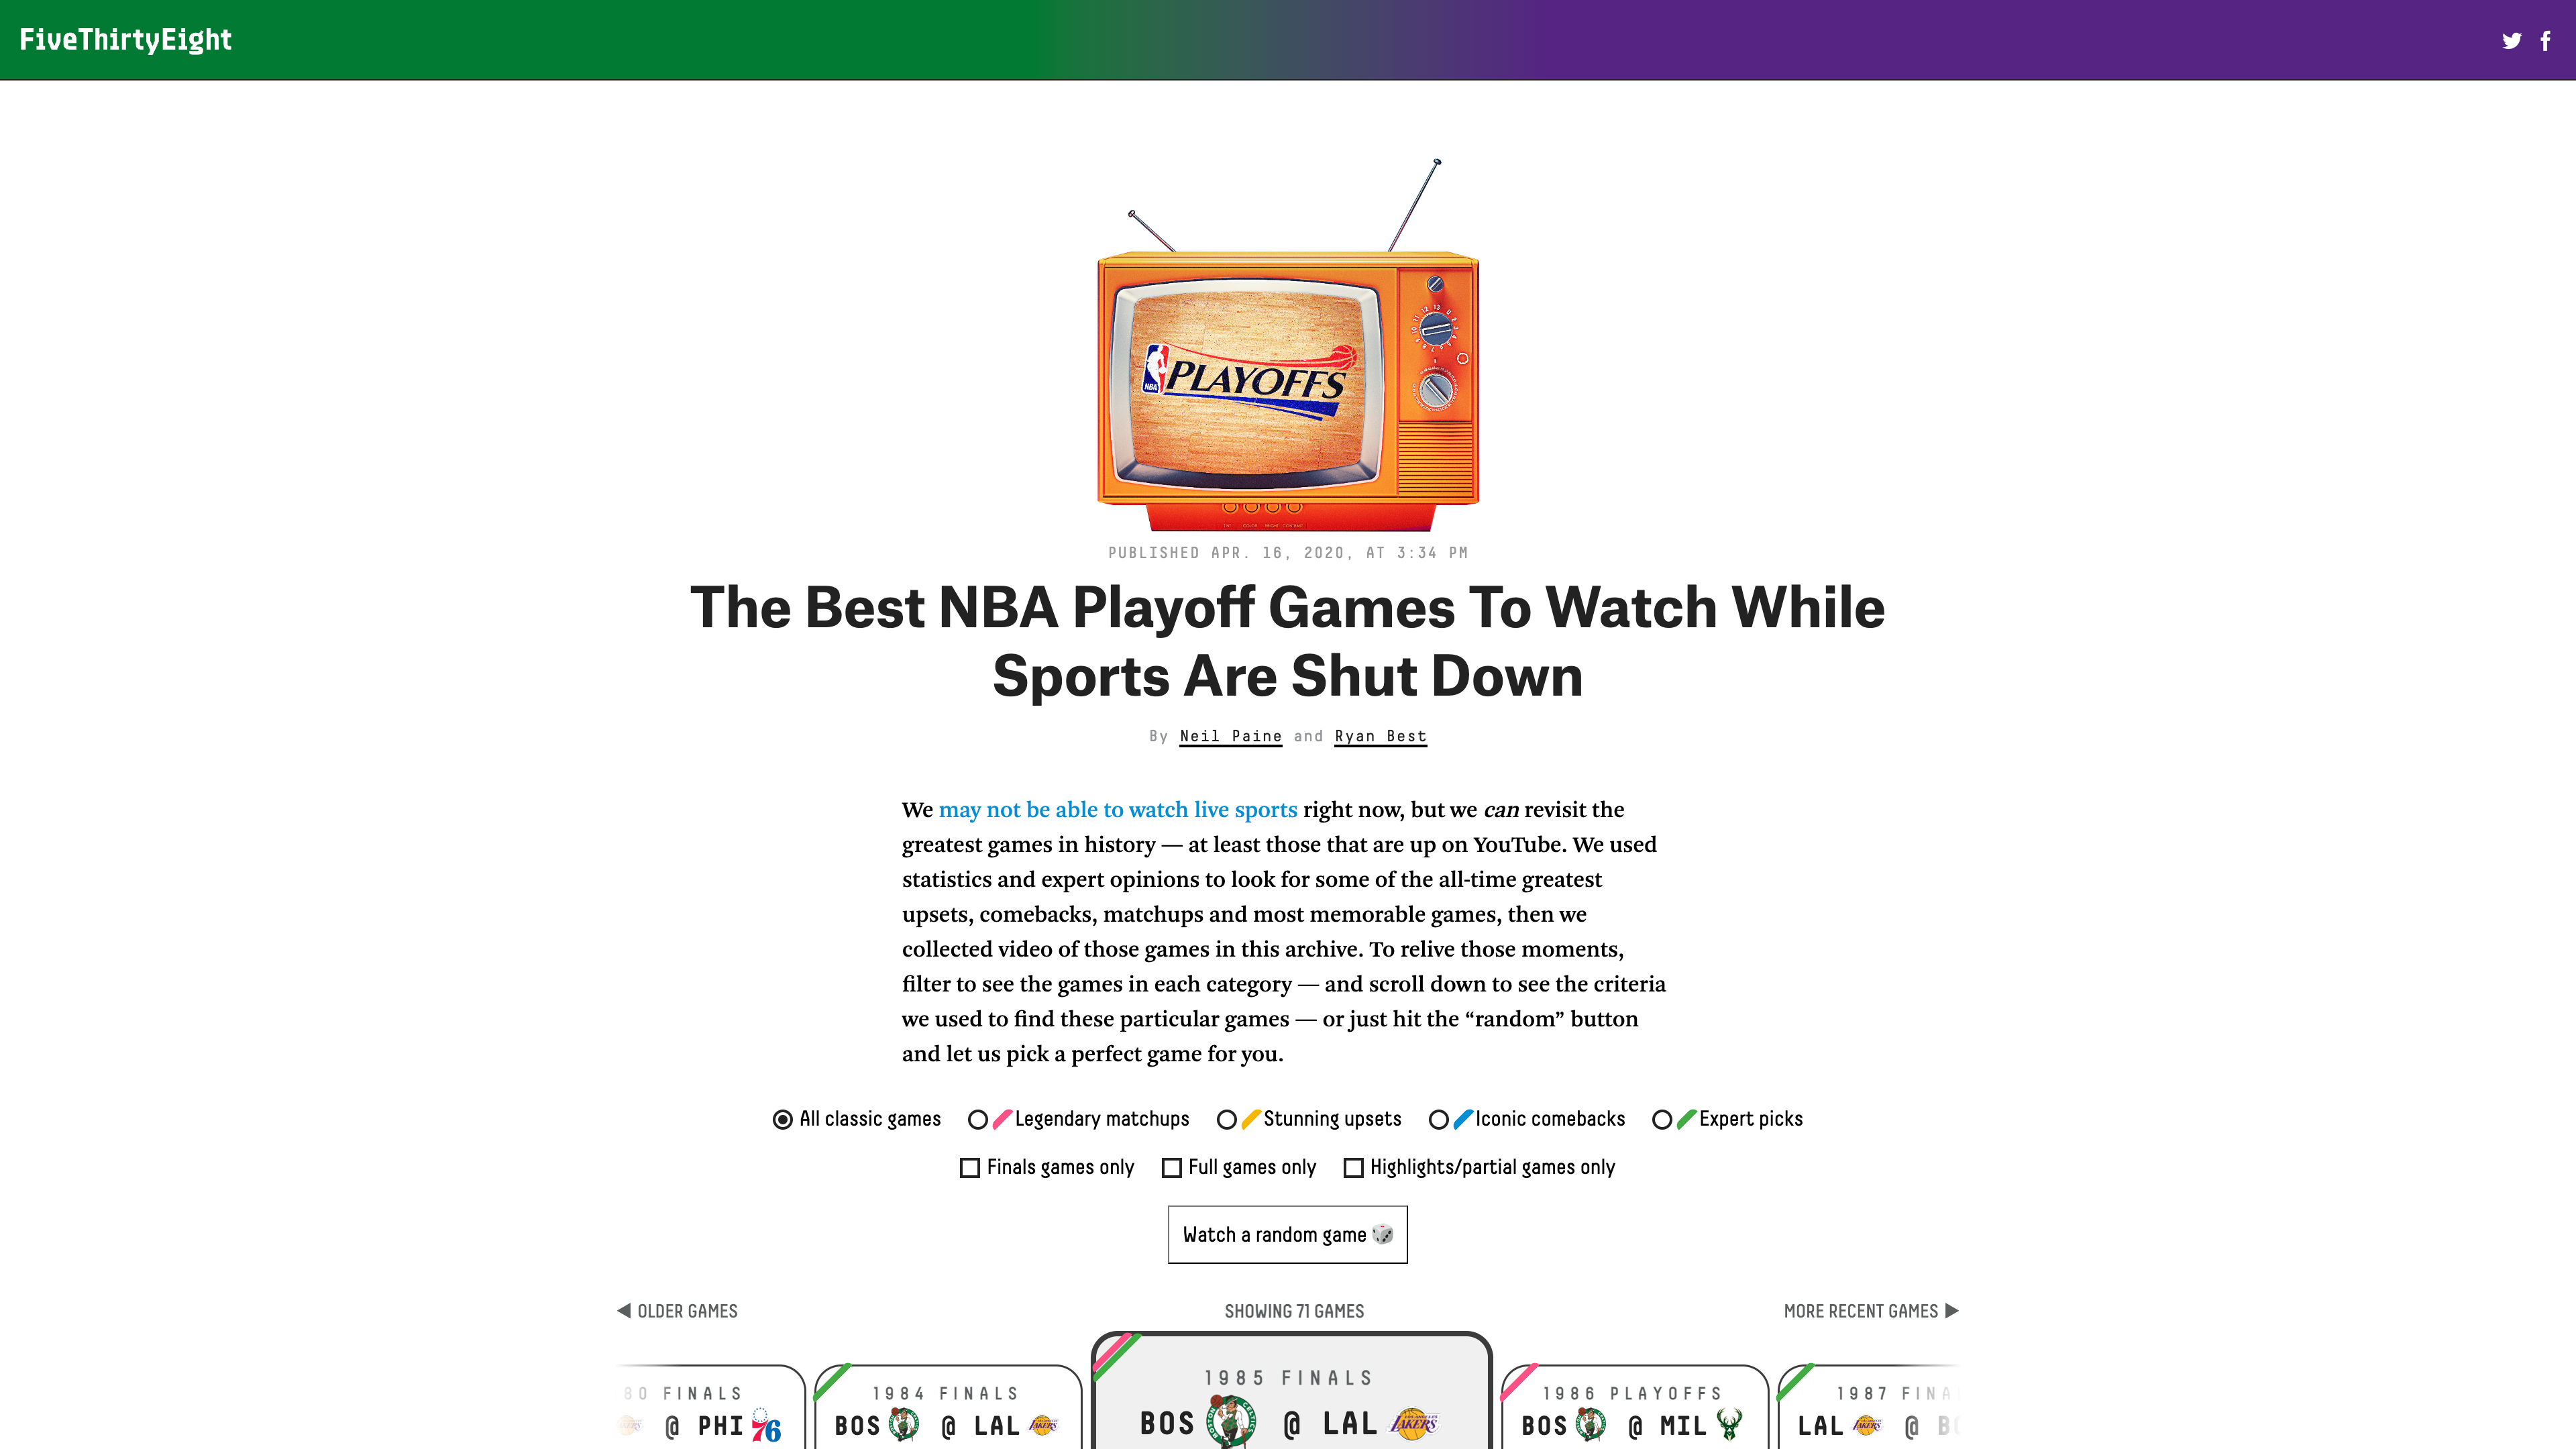 FiveThirtyEight
NBA
PLAYOFFS
PUBLISHED APR. 16, 2020, AT 3:34 PM
The Best NBA Playoff Games To Watch While
Sports Are Shut Down
By Neil Paine and Ryan Best
We may not be able to watch live sports right now, but we can revisit the
greatest games in history — at least those that are up on YouTube. We used
statistics and expert opinions to look for some of the all-time greatest
upsets, comebacks, matchups and most memorable games, then we
collected video of those games in this archive. To relive those moments,
filter to see the games in each category — and scroll down to see the criteria
we used to find these particular games — or just hit the “random” button
and let us pick a perfect game for you.
All classic games Legendary matchups Stunning upsets Iconic comebacks Expert picks
Finals games only Full games only Highlights/partial games only
Watch a random game
OLDER GAMES SHOWING 71 GAMES MORE RECENT GAMES
80 FINALS 1984 FINALS 1985 FINALS 1986 PLAYOFFS 1987 FINA
@ PHI 76 BOS @ LAL LAKERS BOS @ LAL LAKERS BOS @ MIL LAL LAKERS @ BO